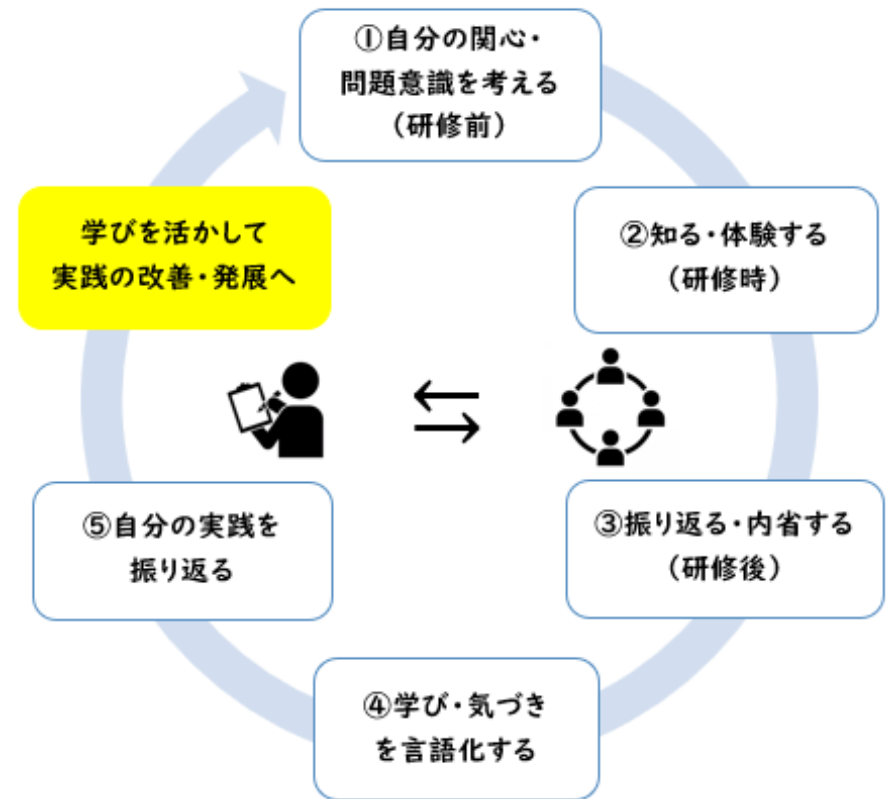 ①自分の関心・
問題意識を考える
（研修前）
②知る・体験する
（研修時）
③振り返る・内省する
（研修後）
④学び・気づき
を言語化する
⑤自分の実践を
振り返る
学びを活かして
実践の改善・発展へ